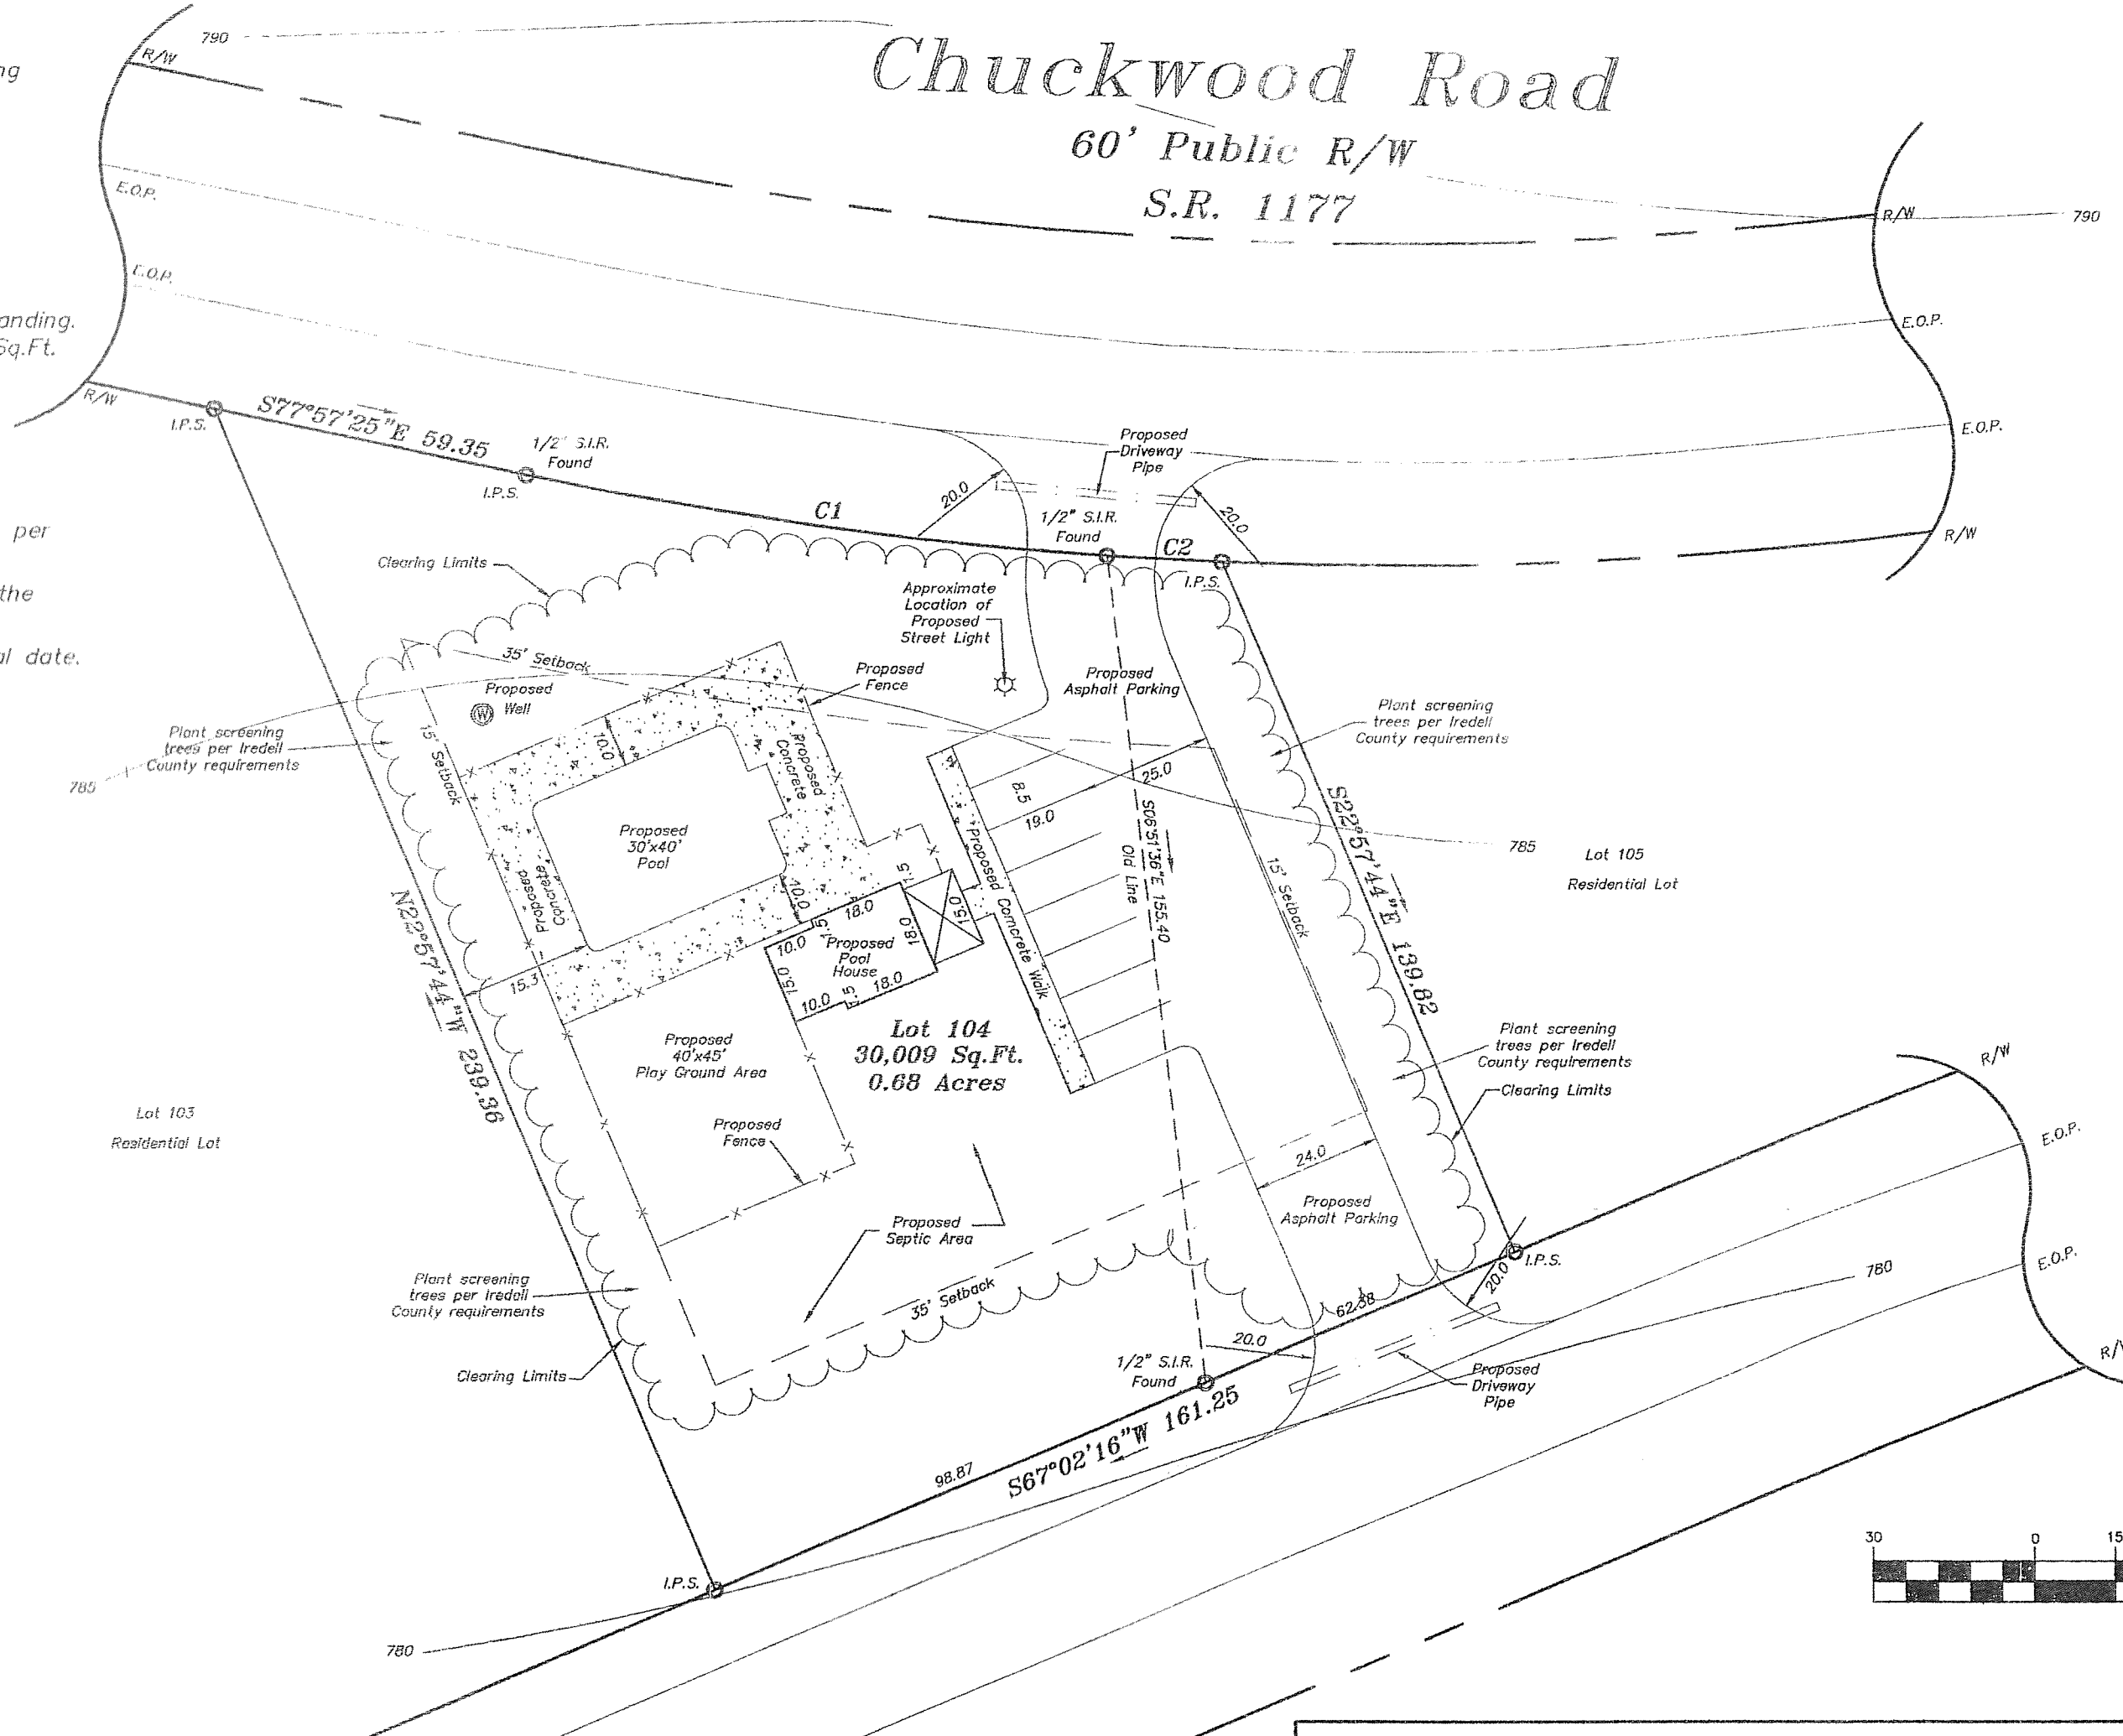 Chuckwood Road
60' Public R/W
S.R. 1177
790
R/W
E.O.P.
E.O.P.
R/W
ng
anding.
Sq.Ft.
per
the
al date.
R/W
790
E.O.P.
E.O.P.
R/W
I.P.S.
S77°57'25"E 59.35
1/2" S.I.R.
Found
I.P.S.
C1
20.0
Proposed
Driveway
Pipe
1/2" S.I.R.
Found
20.0
C2
I.P.S.
Clearing Limits
Approximate
Location of
Proposed
Street Light
35' Setback
Proposed
Well
W
Proposed
Fence
Proposed
Asphalt Parking
Plant screening
trees per Iredell
County requirements
Plant screening
trees per Iredell
County requirements
785
15' Setback
10.0
Proposed
Concrete
Proposed
30'x40'
Pool
Proposed
Concrete
8.5
19.0
25.0
Proposed Concrete Walk
S06°51'36"E 155.40
Old Line
15' Setback
S22°57'44"E 139.82
785
Lot 105
Residential Lot
N22°57'44"W 239.36
15.3
10.0
1.5
18.0
15.0
18.0
10.0
1.5
Proposed
Pool
House
15.0
10.0
1.5
18.0
Lot 104
30,009 Sq.Ft.
0.68 Acres
Proposed
40'x45'
Play Ground Area
Proposed
Fence
Lot 103
Residential Lot
Plant screening
trees per Iredell
County requirements
Clearing Limits
R/W
E.O.P.
E.O.P.
R/
24.0
Proposed
Asphalt Parking
Proposed
Septic Area
35' Setback
Plant screening
trees per Iredell
County requirements
Clearing Limits
I.P.S.
20.0
62.38
20.0
780
1/2" S.I.R.
Found
Proposed
Driveway
Pipe
98.87
S67°02'16"W 161.25
I.P.S.
780
30
0
15